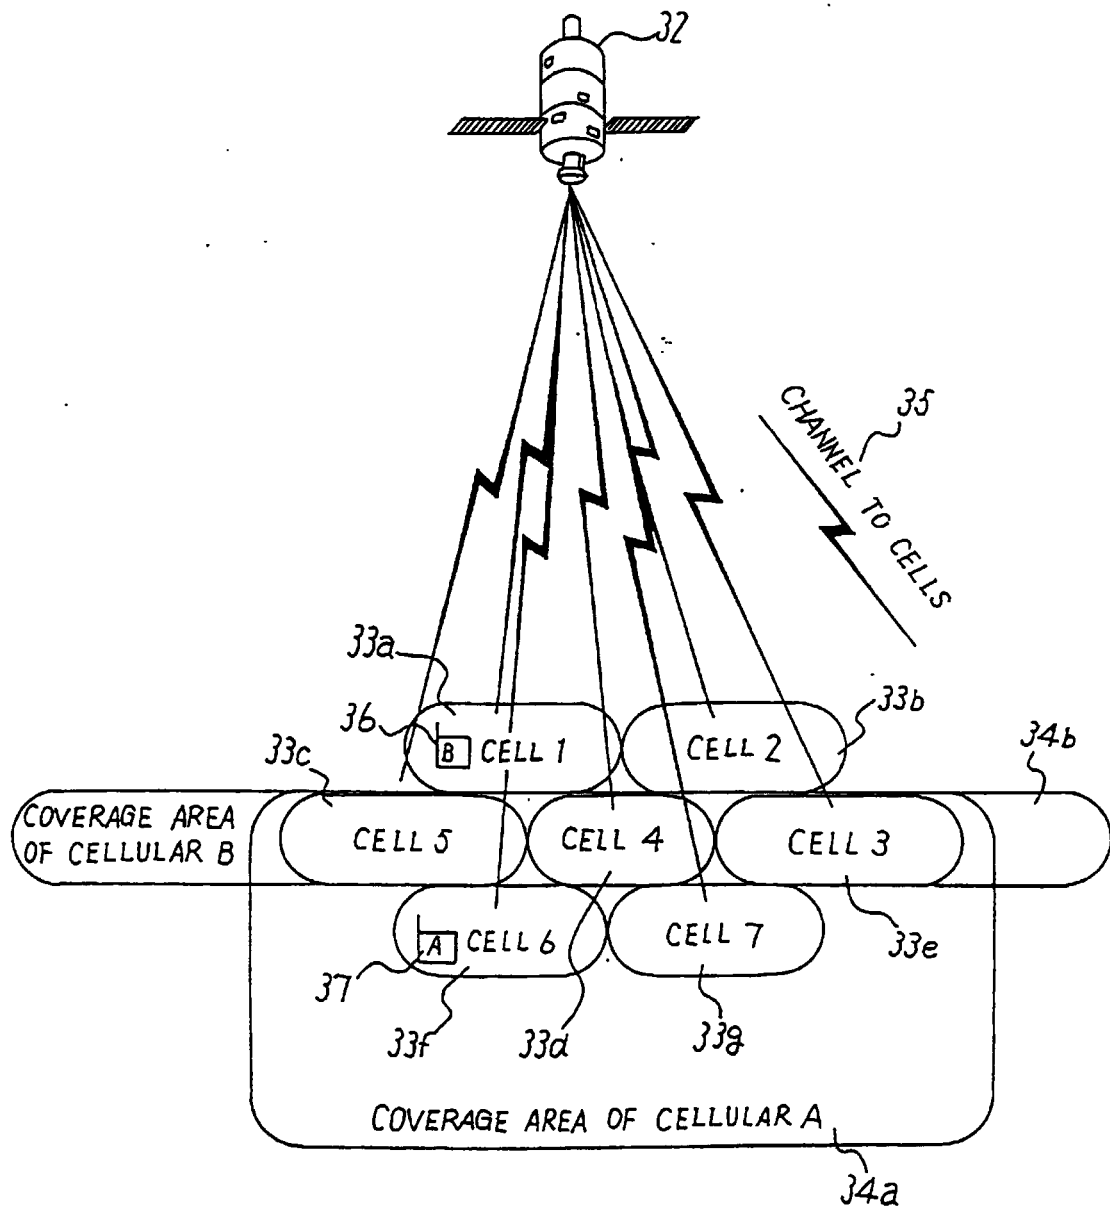 32
35
CHANNEL TO CELLS
33a
36
B
CELL 1
CELL 2
33b
33c
34b
COVERAGE AREA
OF CELLULAR B
CELL 5
CELL 4
CELL 3
A
CELL 6
CELL 7
33e
37
33f
33d
33g
COVERAGE AREA OF CELLULAR A
34a